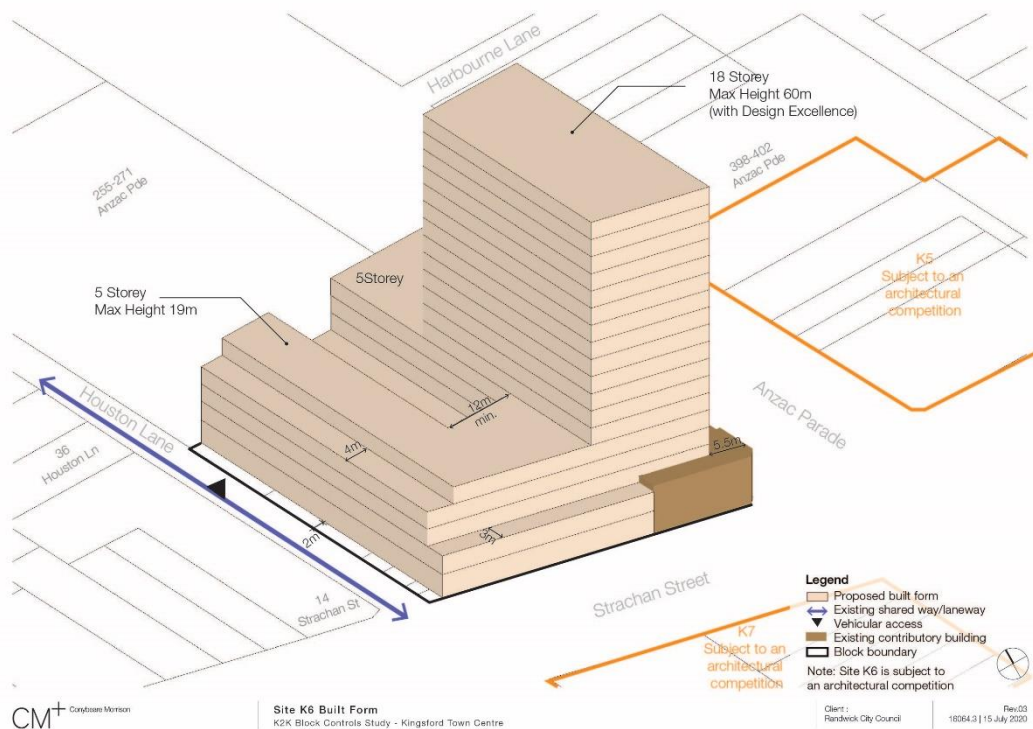 Harbourne Lane
18 Storey
Max Height 60m
(with Design Excellence)
255-271
Anzac Pde
398-402
Anzac Pde
5Storey
5 Storey
Max Height 19m
K5
Subject to an
architectural
competition
Houston Lane
Anzac Parade
12m
min.
4m
5.5m
36
Houston Ln
2m
3m
14
Strachan St
Strachan Street
K7
Subject to an
architectural
competition
Legend
Proposed built form
Existing shared way/laneway
Vehicular access
Existing contributory building
Block boundary
Note: Site K6 is subject to
an architectural competition
CM+ Conybeare Morrison
Site K6 Built Form
K2K Block Controls Study - Kingsford Town Centre
Client :
Randwick City Council
Rev.03
16064.3 | 15 July 2020